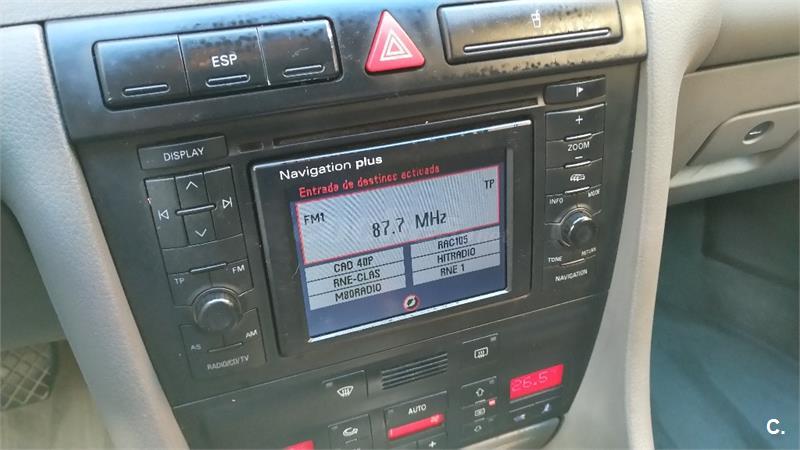 ESP
DISPLAY
Navigation plus
Entrada de destinos activada
TP
FM1
87.7 MHz
CAD 40P
RAC105
RNE-CLAS
HITRADIO
M80RADIO
RNE 1
TP
FM
AS
AM
RADIO/CD/TV
+
ZOOM
-
INFO
MODE
TONE
RETURN
NAVIGATION
AUTO
26.5
C.